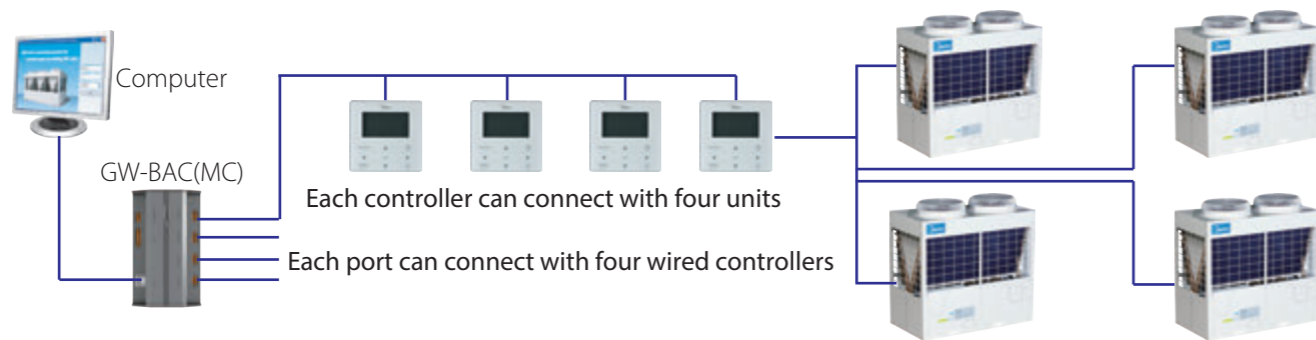 Computer
GW-BAC(MC)
Each controller can connect with four units
Each port can connect with four wired controllers